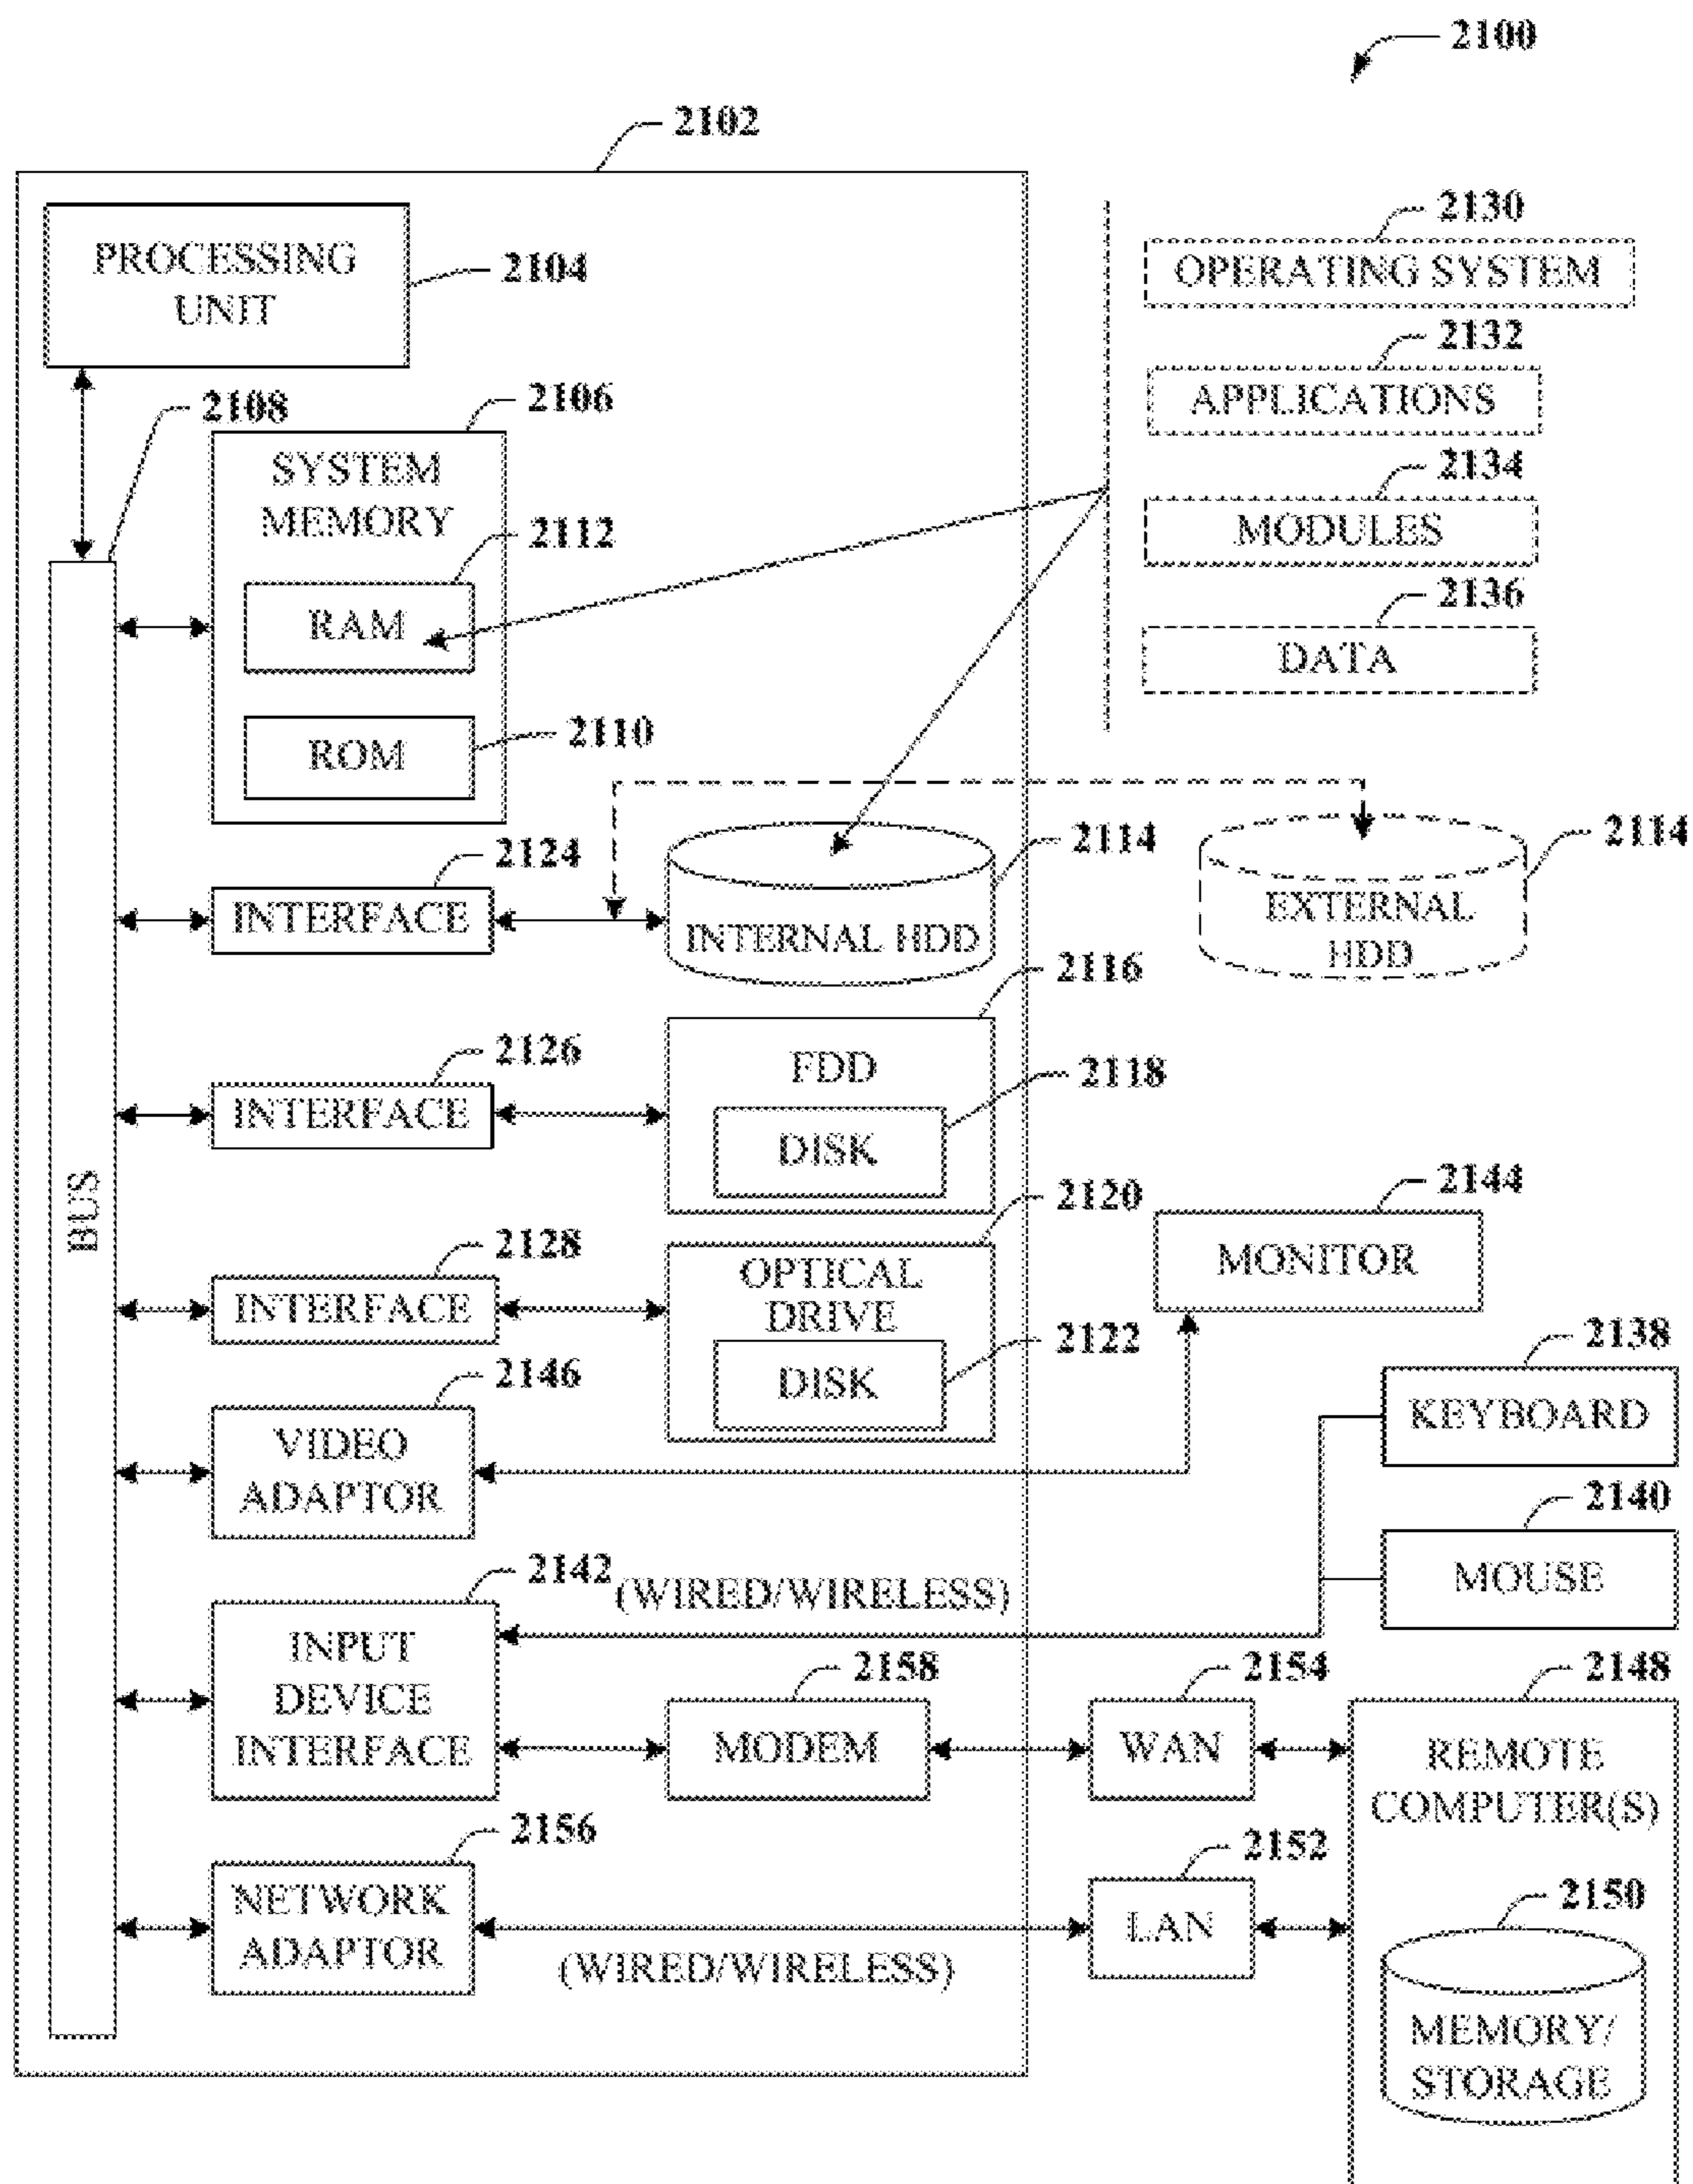 2100
2102
PROCESSING
UNIT
2104
2130
OPERATING SYSTEM
2132
APPLICATIONS
2134
MODULES
2136
DATA
2108
2106
SYSTEM
MEMORY
2112
RAM
2110
ROM
2124
INTERFACE
2114
INTERNAL HDD
2114
EXTERNAL
HDD
2126
INTERFACE
2116
FDD
2118
DISK
BUS
2128
INTERFACE
2120
OPTICAL
DRIVE
2122
DISK
2144
MONITOR
2146
VIDEO
ADAPTOR
2138
KEYBOARD
2140
MOUSE
2142
(WIRED/WIRELESS)
INPUT
DEVICE
INTERFACE
2158
MODEM
2154
WAN
2148
REMOTE
COMPUTER(S)
2156
NETWORK
ADAPTOR
(WIRED/WIRELESS)
2152
LAN
2150
MEMORY/
STORAGE